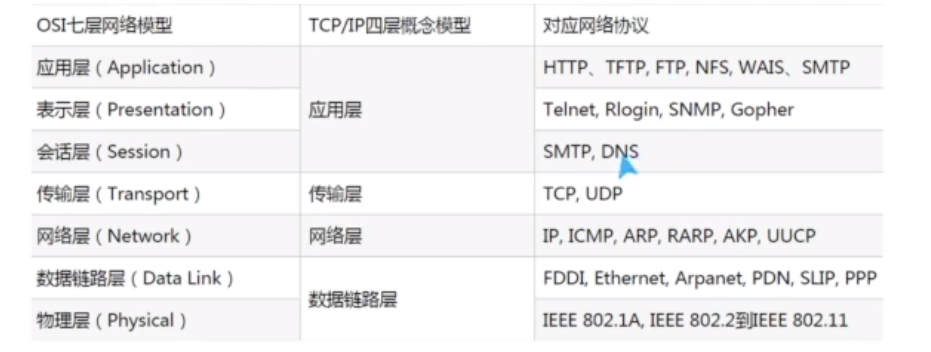 OSI七层网络模型 TCP/IP四层概念模型 对应网络协议
应用层（Application） HTTP、TFTP, FTP, NFS, WAIS、SMTP
表示层（Presentation） 应用层 Telnet, Rlogin, SNMP, Gopher
会话层（Session） SMTP, DNS
传输层（Transport） 传输层 TCP, UDP
网络层（Network） 网络层 IP, ICMP, ARP, RARP, AKP, UUCP
数据链路层（Data Link） FDDI, Ethernet, Arpanet, PDN, SLIP, PPP
数据链路层
物理层（Physical） IEEE 802.1A, IEEE 802.2到IEEE 802.11